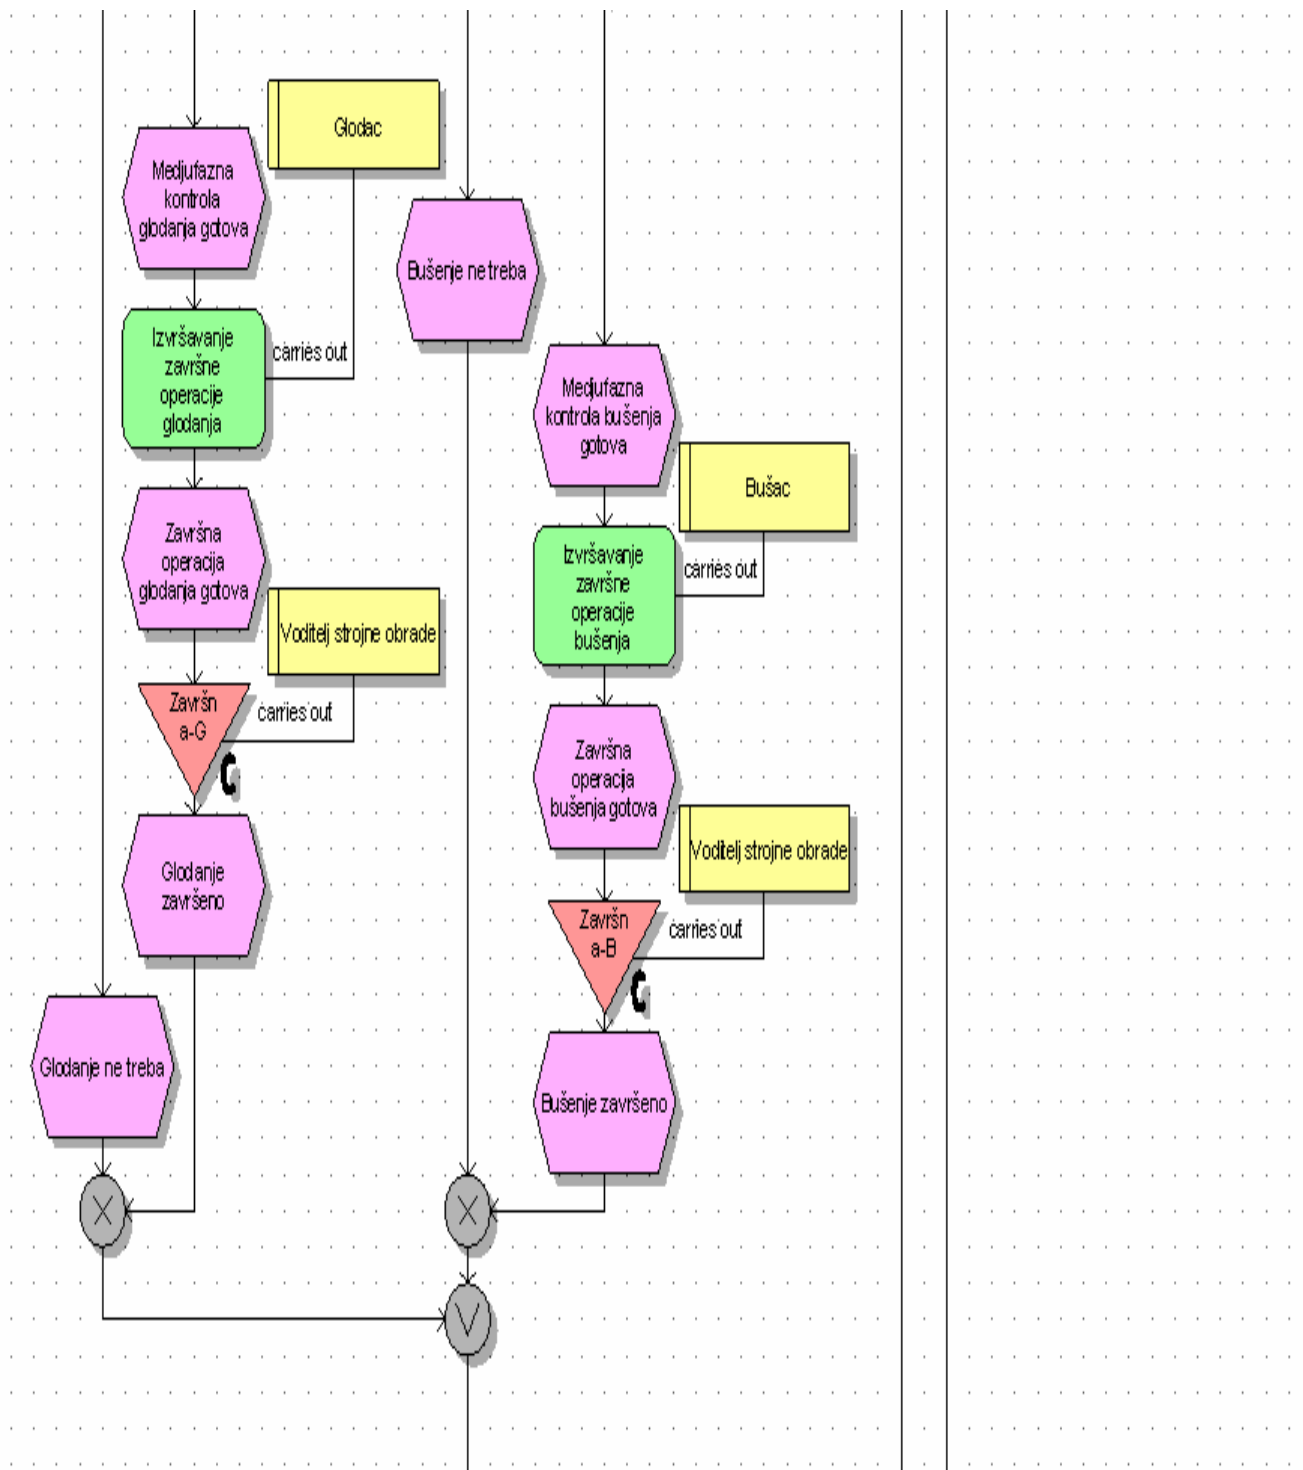 Glodac
Medjufazna
kontrola
glodanja gotova
Bušenje ne treba
Izvršavanje
završne
operacije
glodanja
carries out
Medjufazna
kontrola bušenja
gotova
Bušac
Završna
operacija
glodanja gotova
Izvršavanje
završne
operacije
bušenja
carries out
Voditelj strojne obrade
Završn
a-G
carries out
C
Završna
operacija
bušenja gotova
Glodanje
završeno
Voditelj strojne obrade
Završn
a-B
carries out
C
Glodanje ne treba
Bušenje završeno